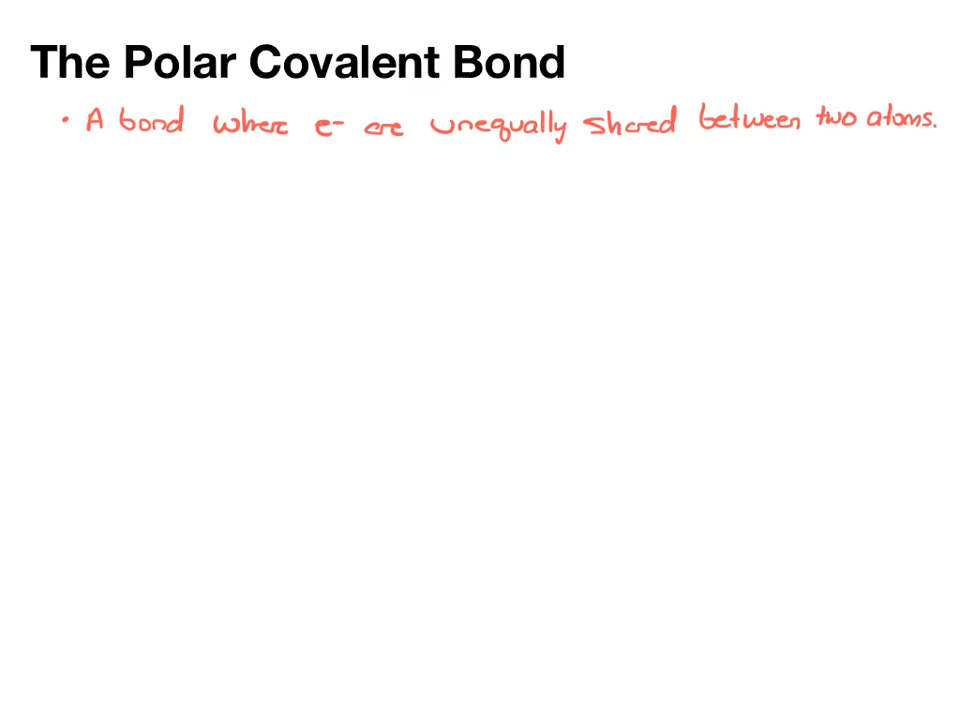 The Polar Covalent Bond
• A bond where e- are unequally shared between two atoms.